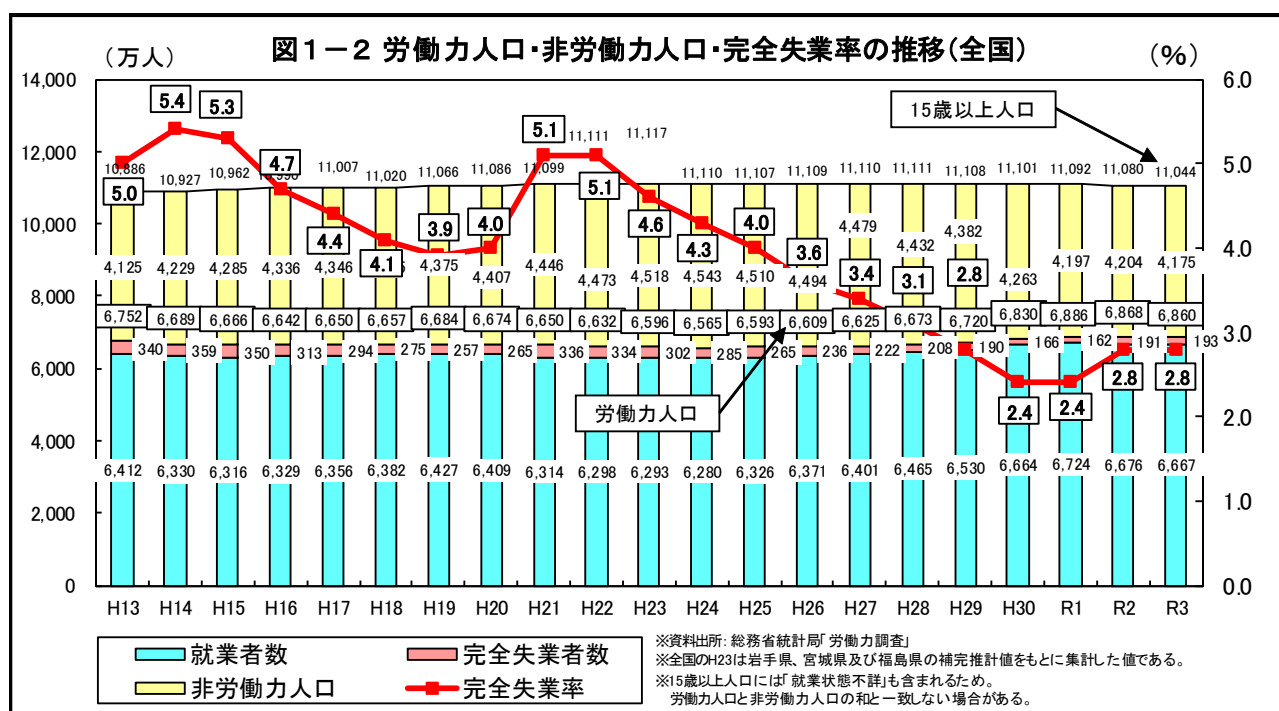 図1-2 労働力人口・非労働力人口・完全失業率の推移(全国)
(万人)
(%)
14,000
12,000
10,000
8,000
6,000
4,000
2,000
0
6.0
5.0
4.0
3.0
2.0
1.0
0.0
15歳以上人口
労働力人口
5.0 5.4 5.3 4.7 4.4 4.1 3.9 4.0 5.1 5.1 4.6 4.3 4.0 3.6 3.4 3.1 2.8 2.4 2.4 2.8 2.8
10,886 10,927 10,962 10,990 11,007 11,020 11,066 11,086 11,099 11,111 11,117 11,110 11,107 11,109 11,110 11,111 11,108 11,101 11,092 11,080 11,044
4,125 4,229 4,285 4,336 4,346 4,375 4,407 4,446 4,473 4,518 4,543 4,510 4,494 4,479 4,432 4,382 4,263 4,197 4,204 4,175
6,752 6,689 6,666 6,642 6,650 6,657 6,684 6,674 6,650 6,632 6,596 6,565 6,593 6,609 6,625 6,673 6,720 6,830 6,886 6,868 6,860
340 359 350 313 294 275 257 265 336 334 302 285 265 236 222 208 190 166 162 191 193
6,412 6,330 6,316 6,329 6,356 6,382 6,427 6,409 6,314 6,298 6,293 6,280 6,326 6,371 6,401 6,465 6,530 6,664 6,724 6,676 6,667
H13 H14 H15 H16 H17 H18 H19 H20 H21 H22 H23 H24 H25 H26 H27 H28 H29 H30 R1 R2 R3
就業者数 完全失業者数
非労働力人口 完全失業率
※資料出所:総務省統計局「労働力調査」
※全国のH23は岩手県、宮城県及び福島県の補完推計値をもとに集計した値である。
※15歳以上人口には「就業状態不詳」も含まれるため。
労働力人口と非労働力人口の和と一致しない場合がある。